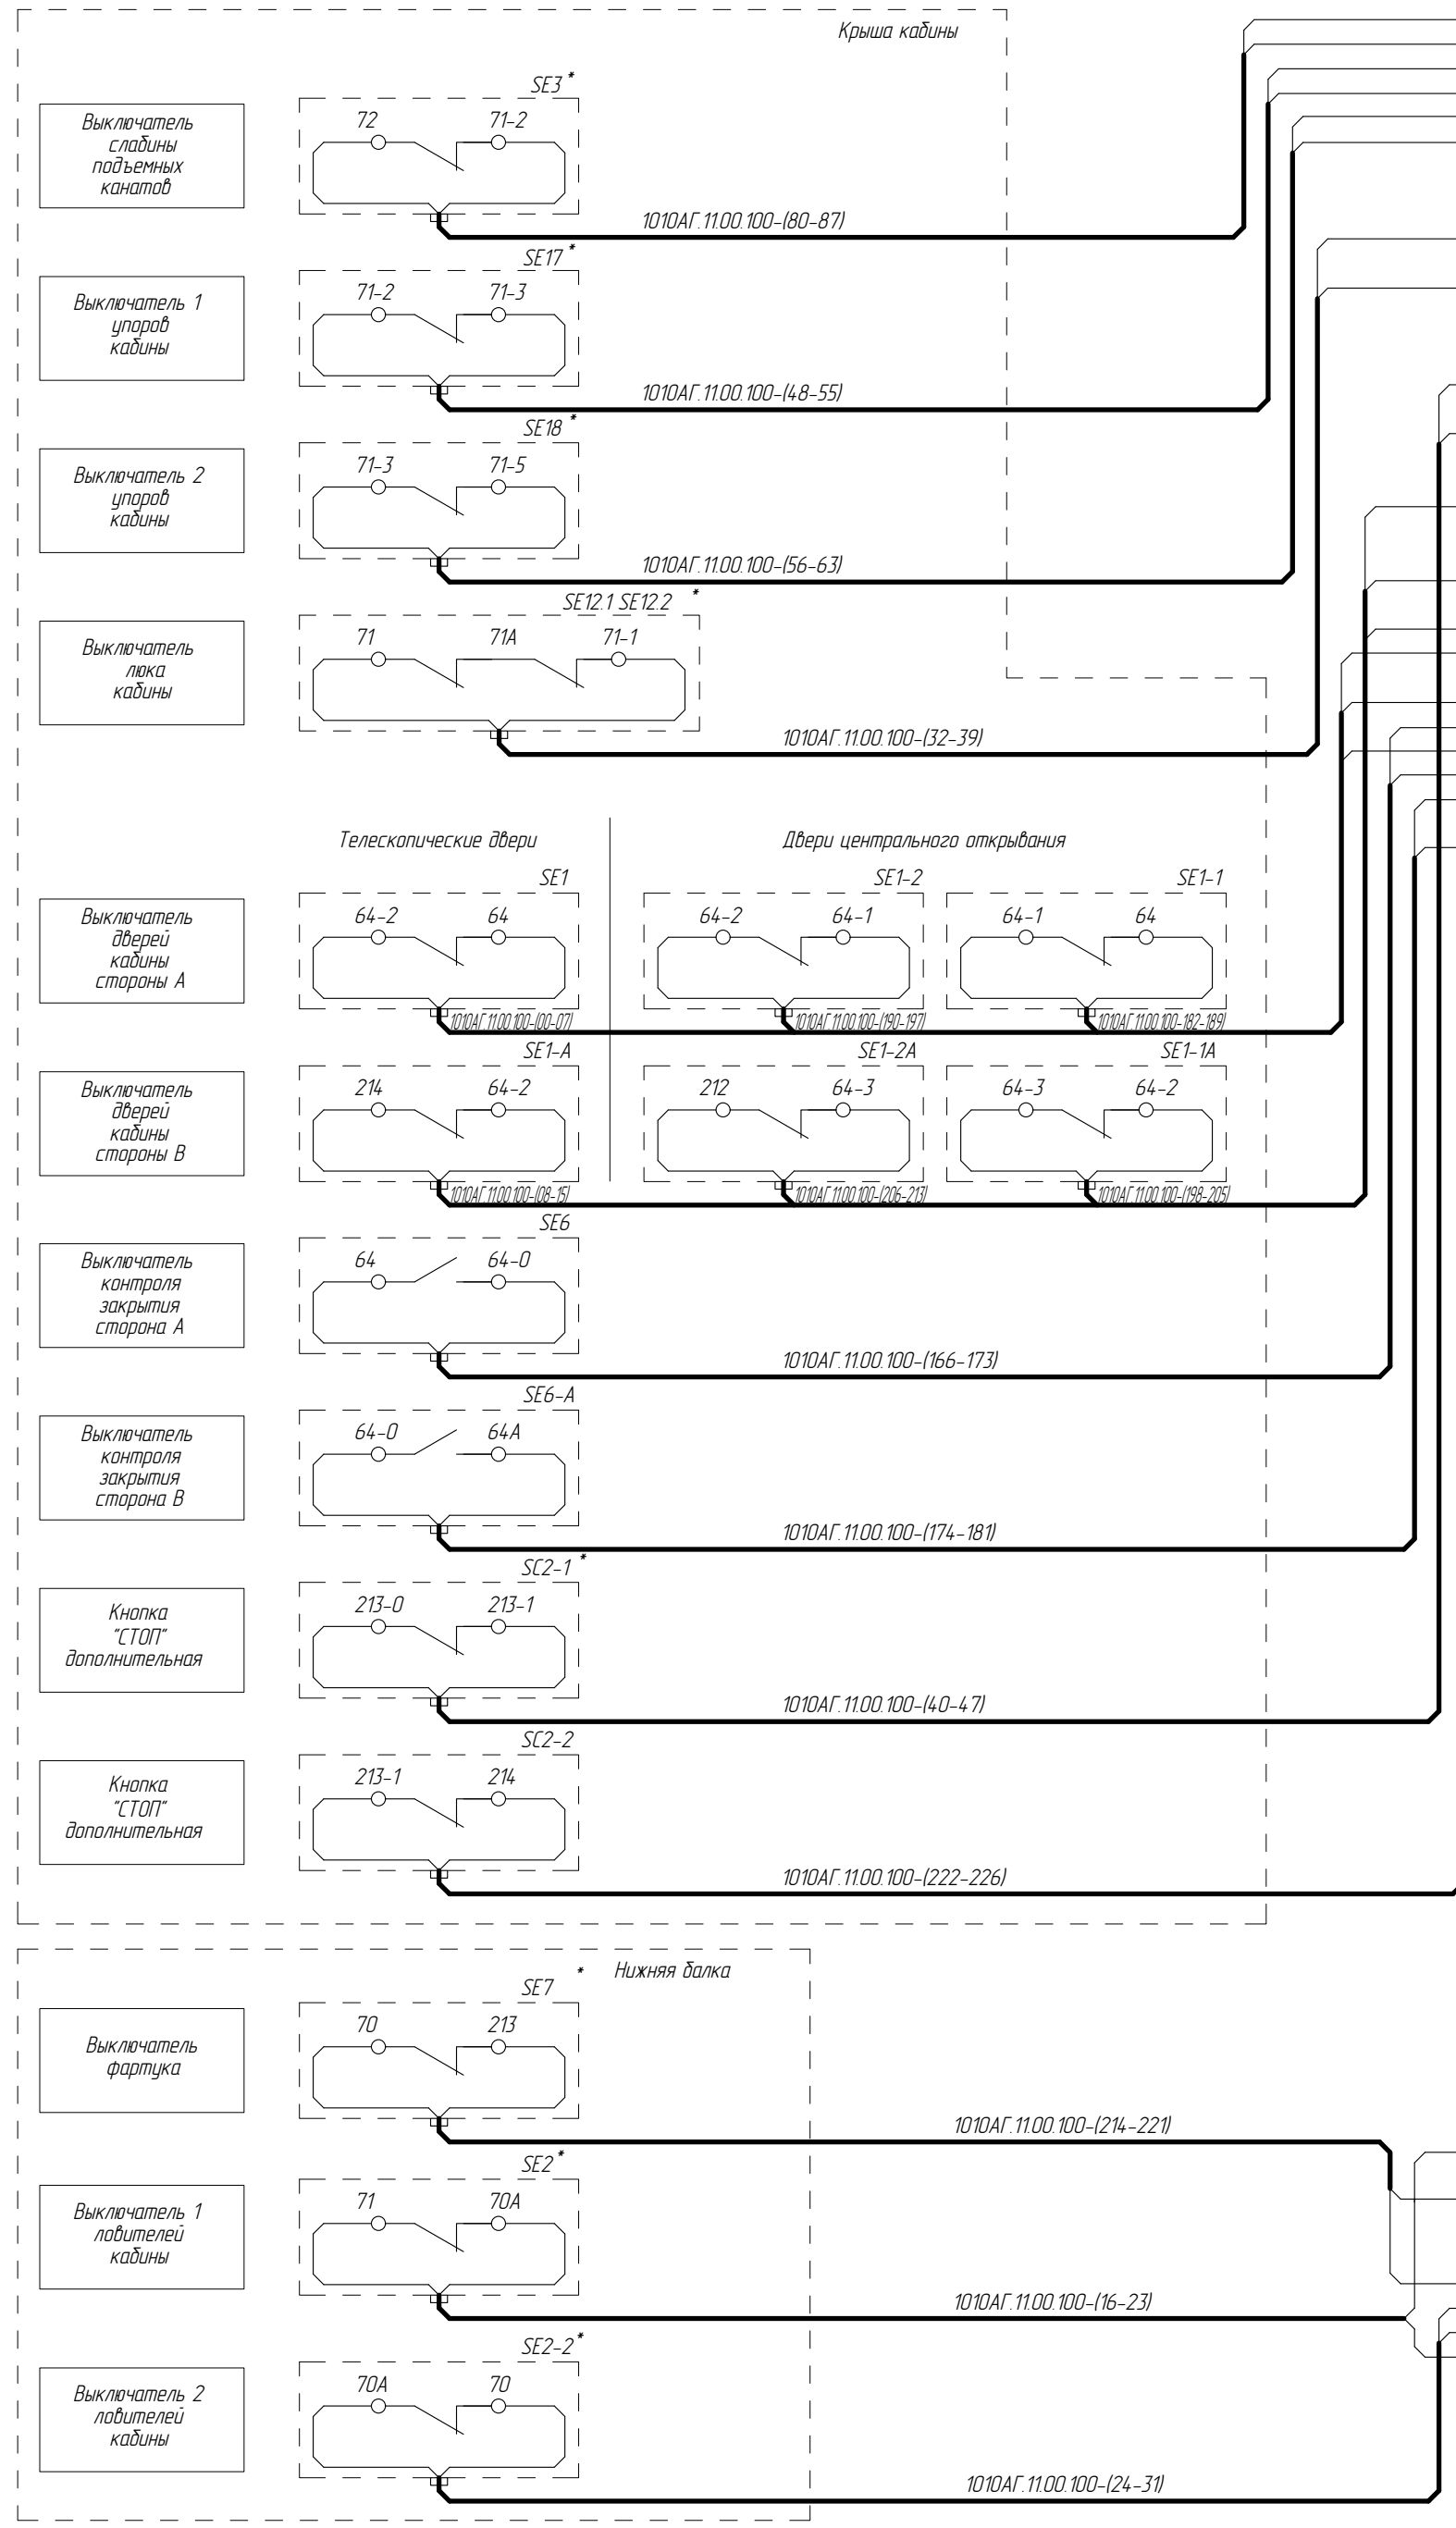 Крыша кабины
Выключатель
слабины
подъемных
канатов
SE3 *
72
71-2
1010АГ.11.00.100-(80-87)
Выключатель 1
упоров
кабины
SE17 *
71-2
71-3
1010АГ.11.00.100-(48-55)
Выключатель 2
упоров
кабины
SE18 *
71-3
71-5
1010АГ.11.00.100-(56-63)
Выключатель
люка
кабины
SE12.1 SE12.2 *
71
71А
71-1
1010АГ.11.00.100-(32-39)
Телескопические двери
Двери центрального открывания
Выключатель
дверей
кабины
стороны А
SE1
64-2
64
1010АГ.11.00.100-(00-07)
SE1-2
64-2
64-1
1010АГ.11.00.100-(190-197)
SE1-1
64-1
64
1010АГ.11.00.100-182-189)
Выключатель
дверей
кабины
стороны В
SE1-A
214
64-2
1010АГ.11.00.100-(08-15)
SE1-2A
212
64-3
1010АГ.11.00.100-(206-213)
SE1-1A
64-3
64-2
1010АГ.11.00.100-(198-205)
Выключатель
контроля
закрытия
сторона А
SE6
64
64-0
1010АГ.11.00.100-(166-173)
Выключатель
контроля
закрытия
сторона В
SE6-A
64-0
64А
1010АГ.11.00.100-(174-181)
Кнопка
"СТОП"
дополнительная
SC2-1 *
213-0
213-1
1010АГ.11.00.100-(40-47)
Кнопка
"СТОП"
дополнительная
SC2-2
213-1
214
1010АГ.11.00.100-(222-226)
Нижняя балка
Выключатель
фартука
SE7 *
70
213
1010АГ.11.00.100-(214-221)
Выключатель 1
ловителей
кабины
SE2 *
71
70А
1010АГ.11.00.100-(16-23)
Выключатель 2
ловителей
кабины
SE2-2 *
70А
70
1010АГ.11.00.100-(24-31)